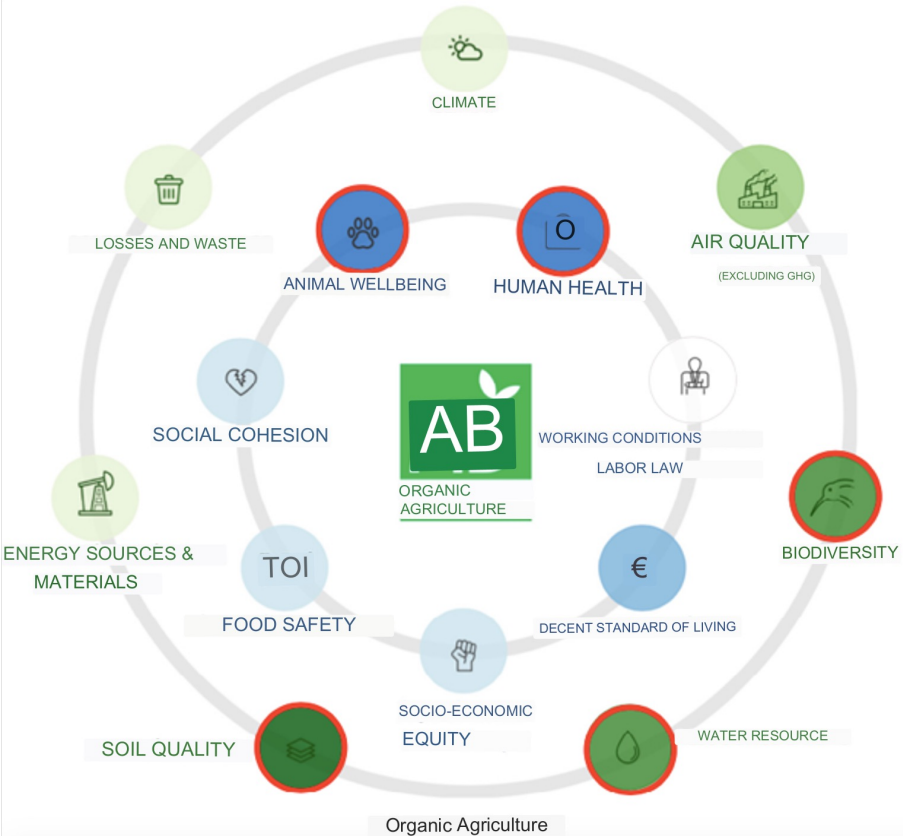 CLIMATE
LOSSES AND WASTE
AIR QUALITY
(EXCLUDING GHG)
ANIMAL WELLBEING
Ô
HUMAN HEALTH
SOCIAL COHESION
AB
ORGANIC
AGRICULTURE
WORKING CONDITIONS
LABOR LAW
ENERGY SOURCES &
MATERIALS
BIODIVERSITY
TOI
FOOD SAFETY
€
DECENT STANDARD OF LIVING
SOCIO-ECONOMIC
EQUITY
SOIL QUALITY
WATER RESOURCE
Organic Agriculture